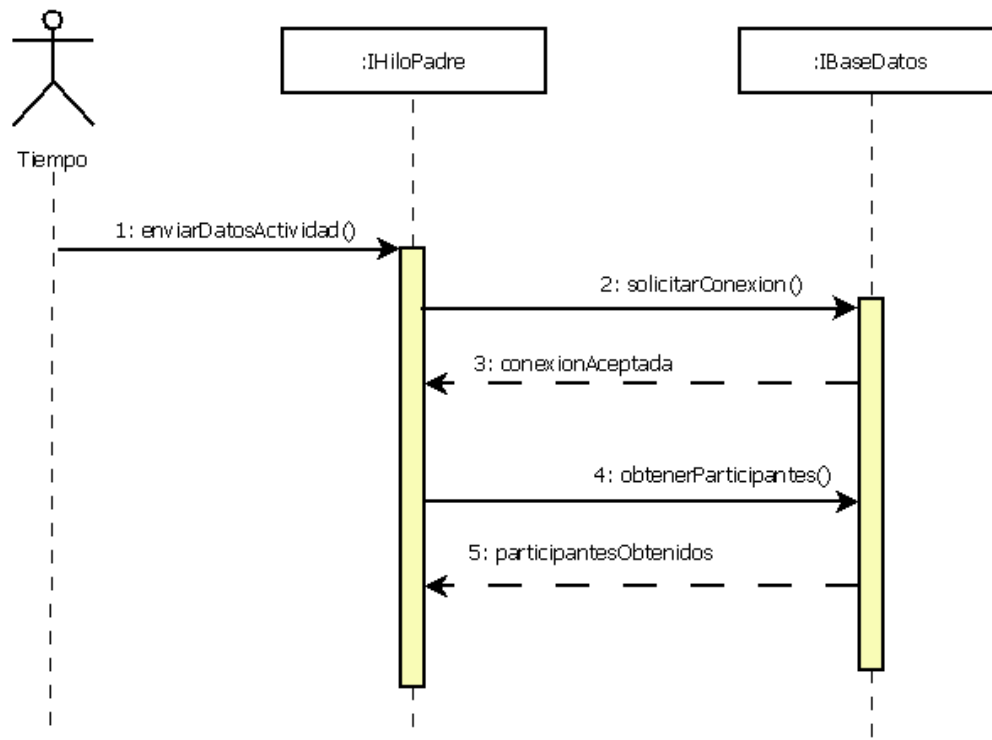 :IHiloPadre
:IBaseDatos
Tiempo
1: enviarDatosActividad()
2: solicitarConexion()
3: conexionAceptada
4: obtenerParticipantes()
5: participantesObtenidos